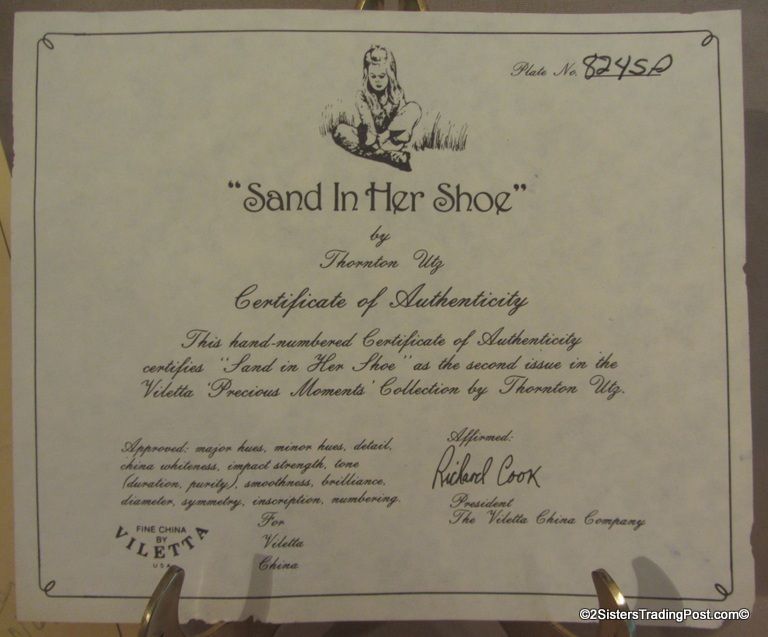 Plate No. 824SP
"Sand In Her Shoe"
by
Thornton Utz
Certificate of Authenticity
This hand-numbered Certificate of Authenticity
certifies "Sand in Her Shoe" as the second issue in the
Viletta 'Precious Moments' Collection by Thornton Utz.
Approved: major hues, minor hues, detail,
china whiteness, impact strength, tone
(duration, purity), smoothness, brilliance,
diameter, symmetry, inscription, numbering.
For
Viletta
China
FINE CHINA
BY
VILETTA
USA
Affirmed:
Richard Cook
President
The Viletta China Company
©2SistersTradingPost.com©